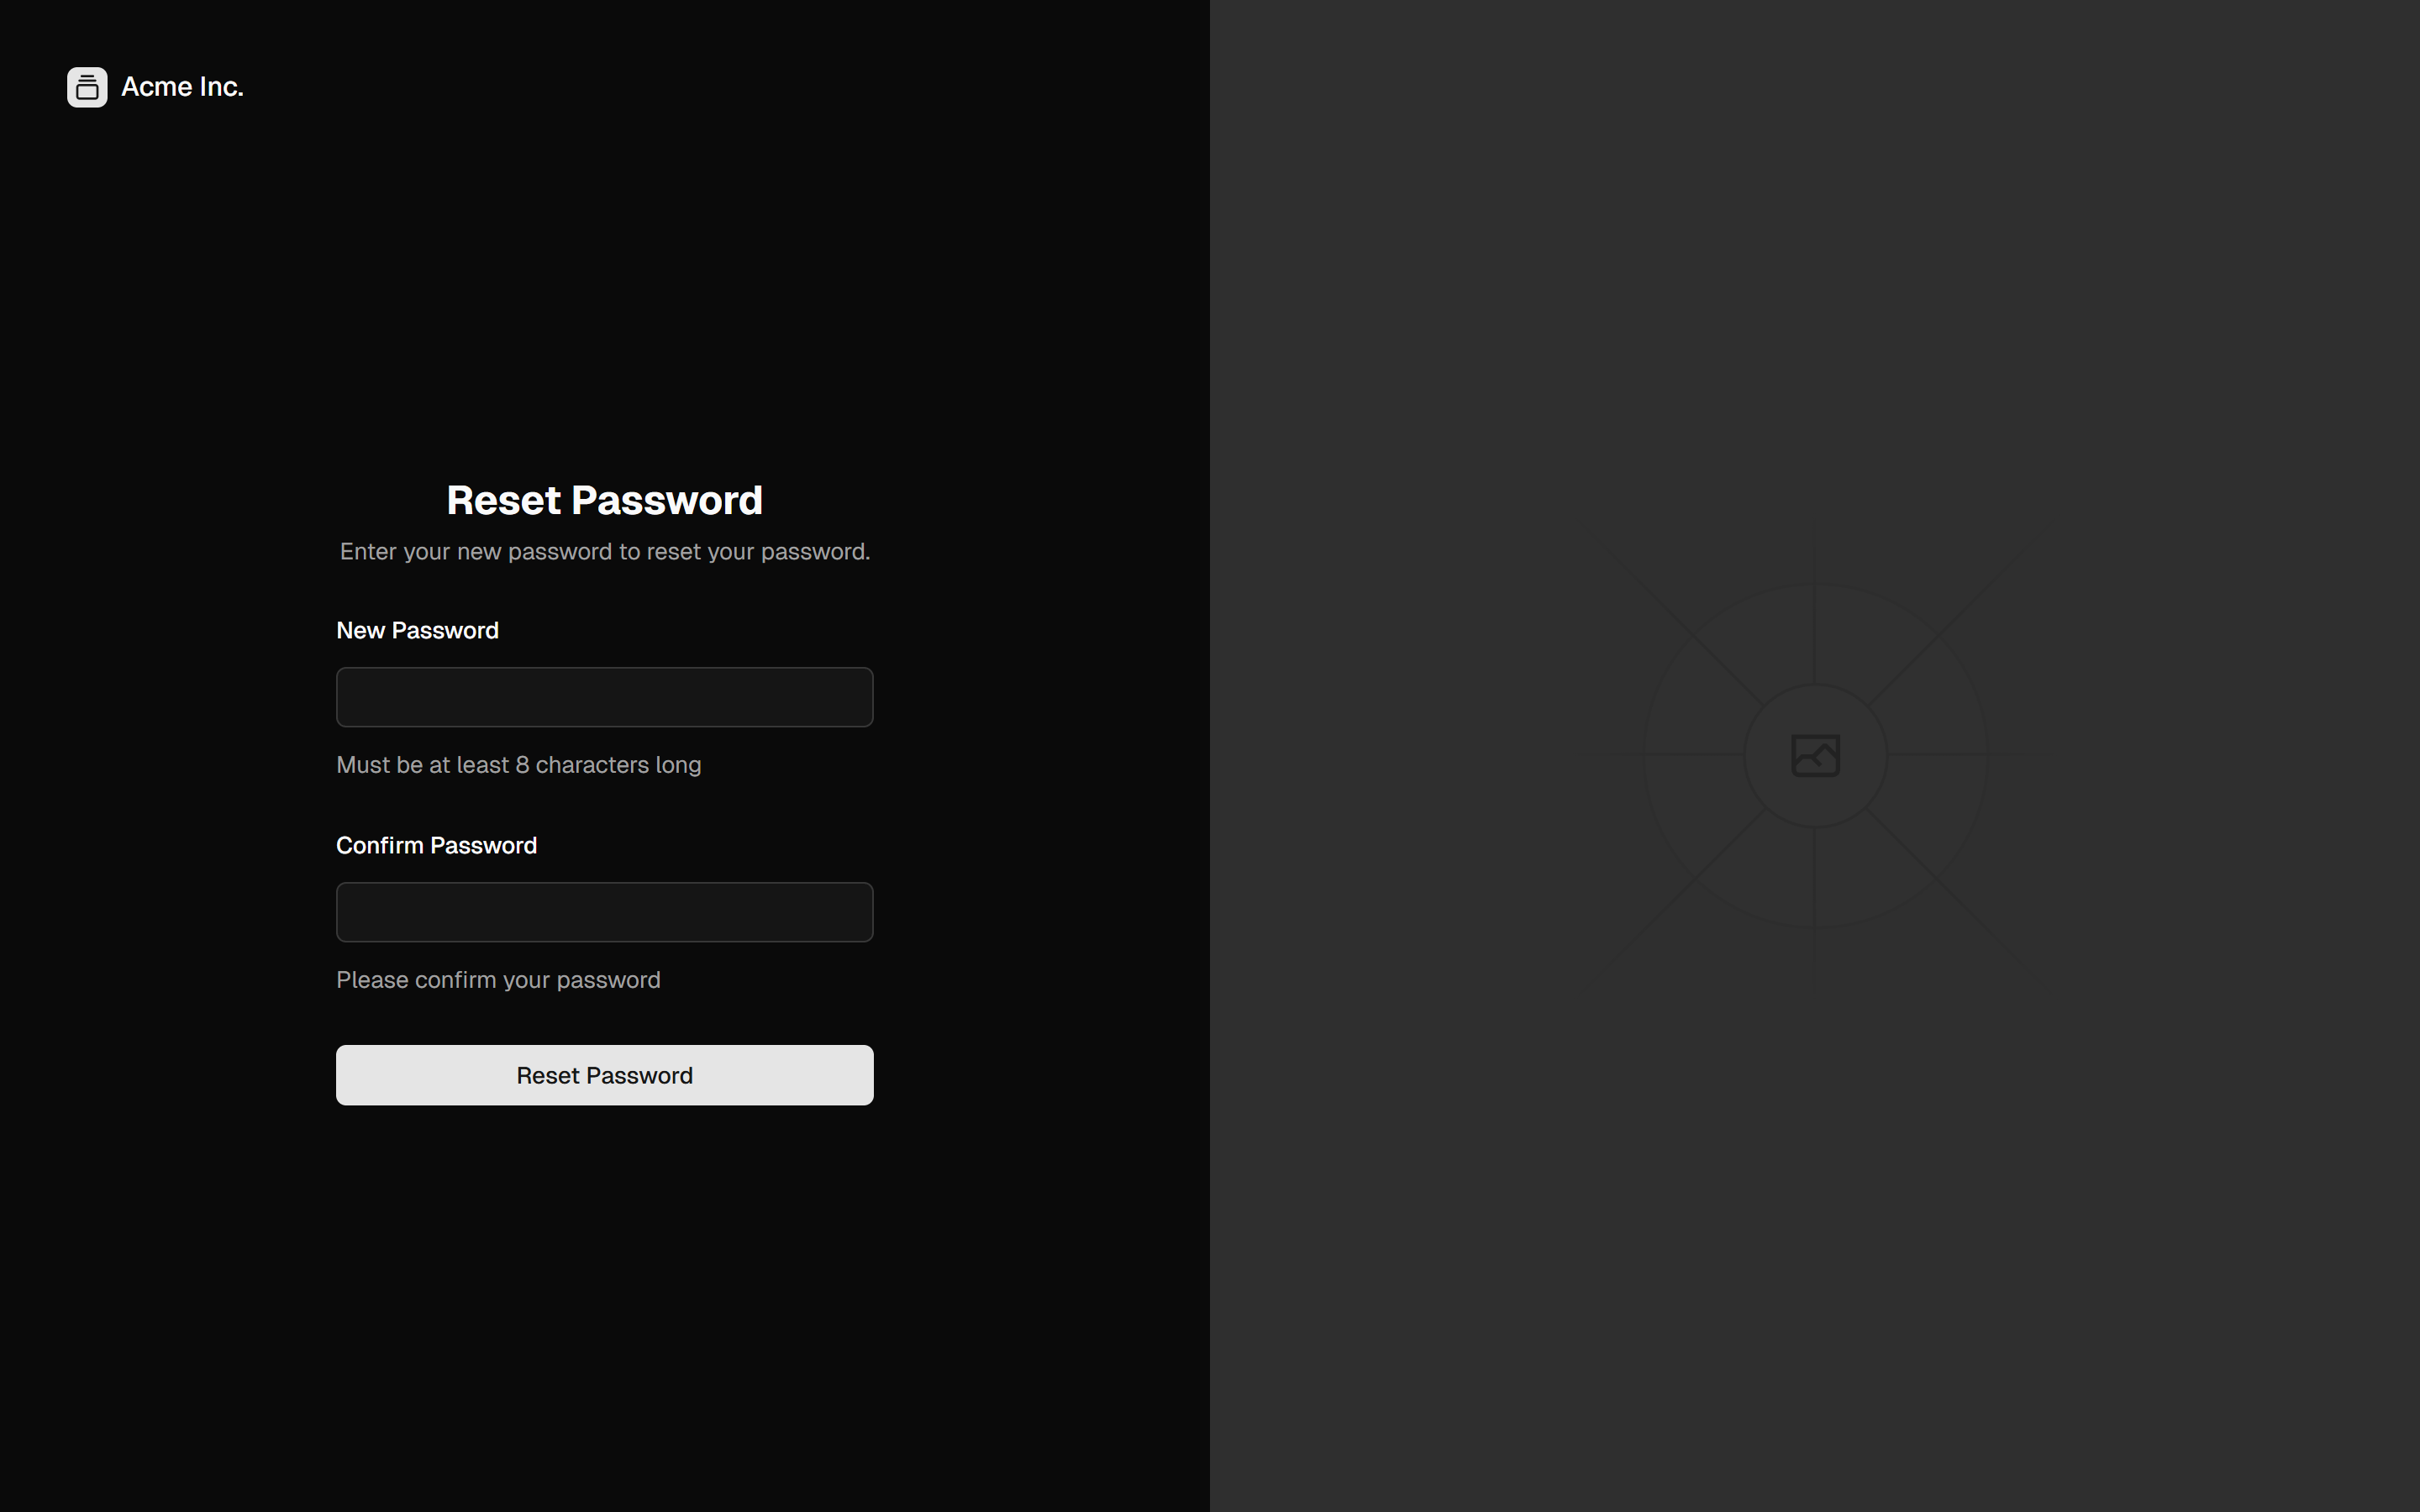 Acme Inc.
Reset Password
Enter your new password to reset your password.
New Password
Must be at least 8 characters long
Confirm Password
Please confirm your password
Reset Password